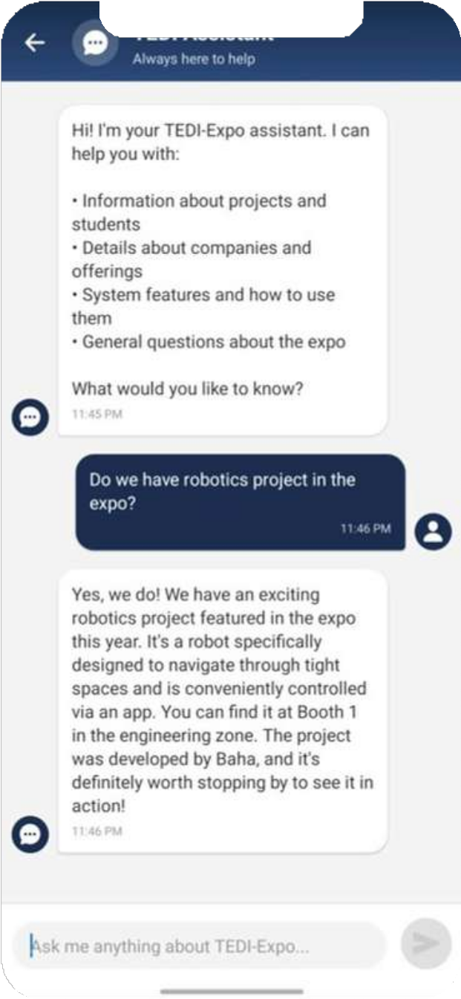 Always here to help
Hi! I'm your TEDI-Expo assistant. I can
help you with:
• Information about projects and
students
• Details about companies and
offerings
• System features and how to use
them
• General questions about the expo
What would you like to know?
11:45 PM
Do we have robotics project in the
expo?
11:46 PM
Yes, we do! We have an exciting
robotics project featured in the expo
this year. It's a robot specifically
designed to navigate through tight
spaces and is conveniently controlled
via an app. You can find it at Booth 1
in the engineering zone. The project
was developed by Baha, and it's
definitely worth stopping by to see it in
action!
11:46 PM
Ask me anything about TEDI-Expo...